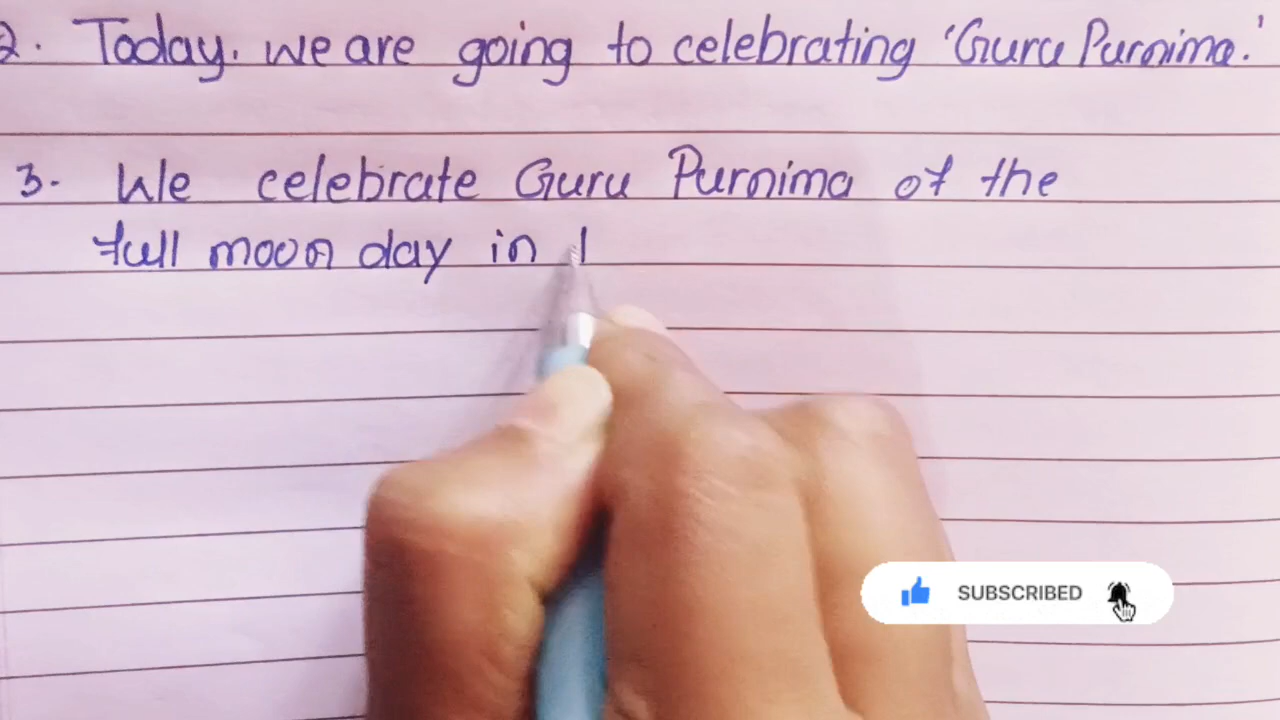 2. Today. we are going to celebrating 'Guru Purnima.'
3. We celebrate Guru Purnima of the
full moon day in
SUBSCRIBED